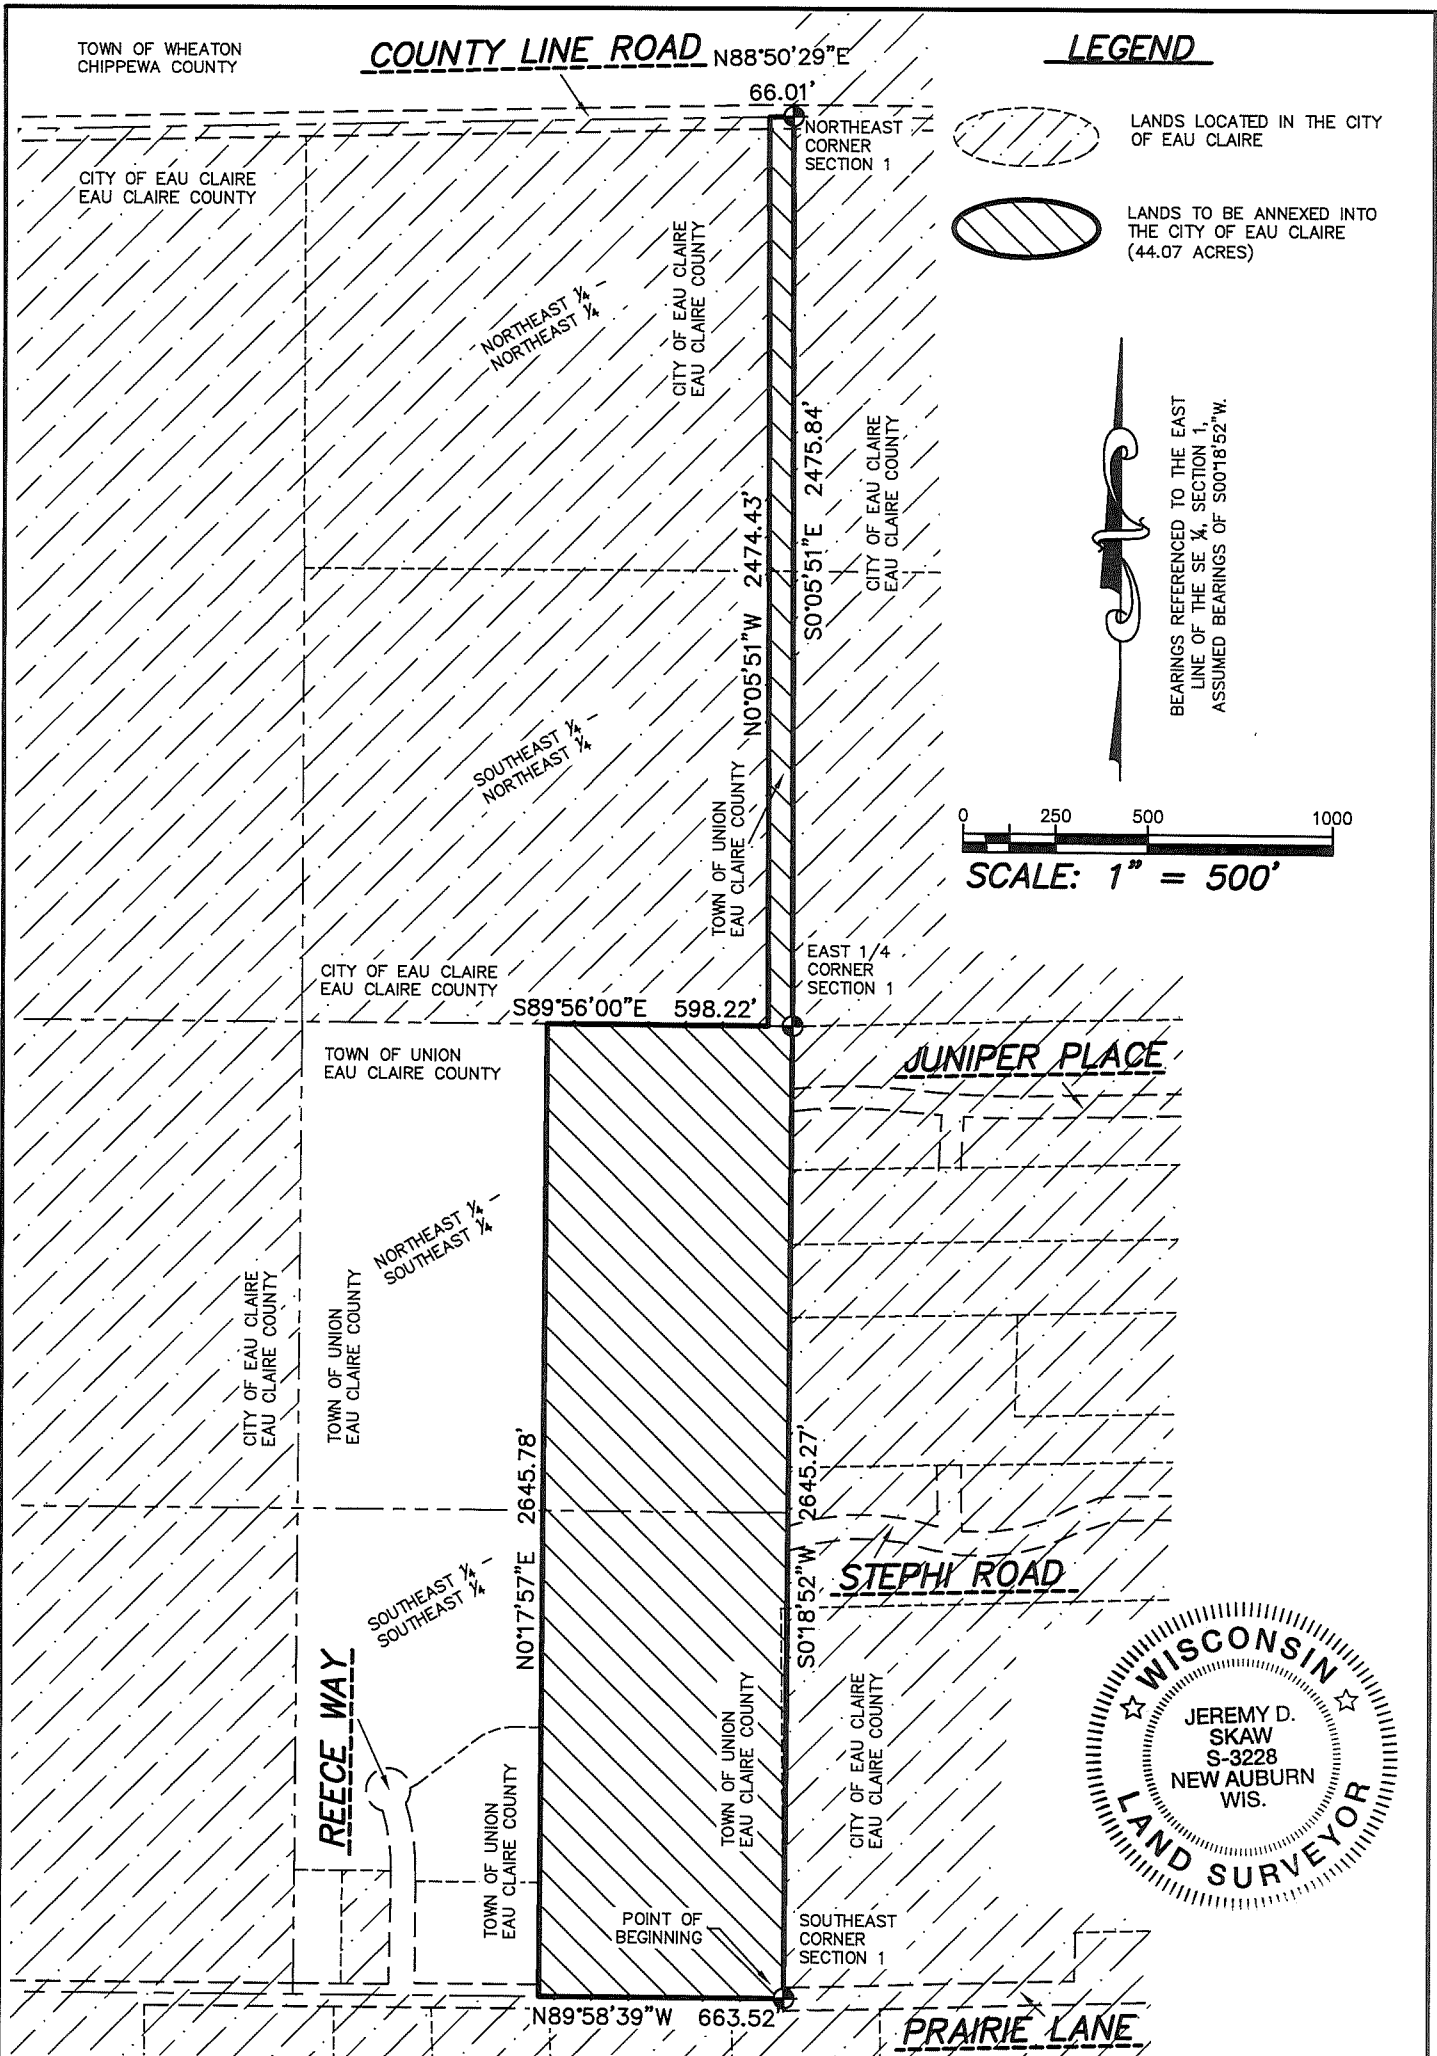 TOWN OF WHEATON
CHIPPEWA COUNTY
COUNTY LINE ROAD
N88°50'29"E
66.01'
LEGEND
LANDS LOCATED IN THE CITY
OF EAU CLAIRE
LANDS TO BE ANNEXED INTO
THE CITY OF EAU CLAIRE
(44.07 ACRES)
NORTHEAST
CORNER
SECTION 1
CITY OF EAU CLAIRE
EAU CLAIRE COUNTY
CITY OF EAU CLAIRE
EAU CLAIRE COUNTY
NORTHEAST ¼
NORTHEAST ¼
N0°05'51"W 2474.43'
S0°05'51"E 2475.84'
CITY OF EAU CLAIRE
EAU CLAIRE COUNTY
BEARINGS REFERENCED TO THE EAST
LINE OF THE SE ¼, SECTION 1,
ASSUMED BEARINGS OF S00°18'52"W.
SOUTHEAST ¼
NORTHEAST ¼
TOWN OF UNION
EAU CLAIRE COUNTY
0 250 500 1000
SCALE: 1" = 500'
EAST 1/4
CORNER
SECTION 1
CITY OF EAU CLAIRE
EAU CLAIRE COUNTY
S89°56'00"E 598.22'
TOWN OF UNION
EAU CLAIRE COUNTY
JUNIPER PLACE
NORTHEAST ¼
SOUTHEAST ¼
CITY OF EAU CLAIRE
EAU CLAIRE COUNTY
TOWN OF UNION
EAU CLAIRE COUNTY
N0°17'57"E 2645.78'
S0°18'52"W 2645.27'
STEPHI ROAD
SOUTHEAST ¼
SOUTHEAST ¼
REECE WAY
TOWN OF UNION
EAU CLAIRE COUNTY
TOWN OF UNION
EAU CLAIRE COUNTY
CITY OF EAU CLAIRE
EAU CLAIRE COUNTY
WISCONSIN
JEREMY D.
SKAW
S-3228
NEW AUBURN
WIS.
LAND SURVEYOR
POINT OF
BEGINNING
SOUTHEAST
CORNER
SECTION 1
N89°58'39"W 663.52'
PRAIRIE LANE